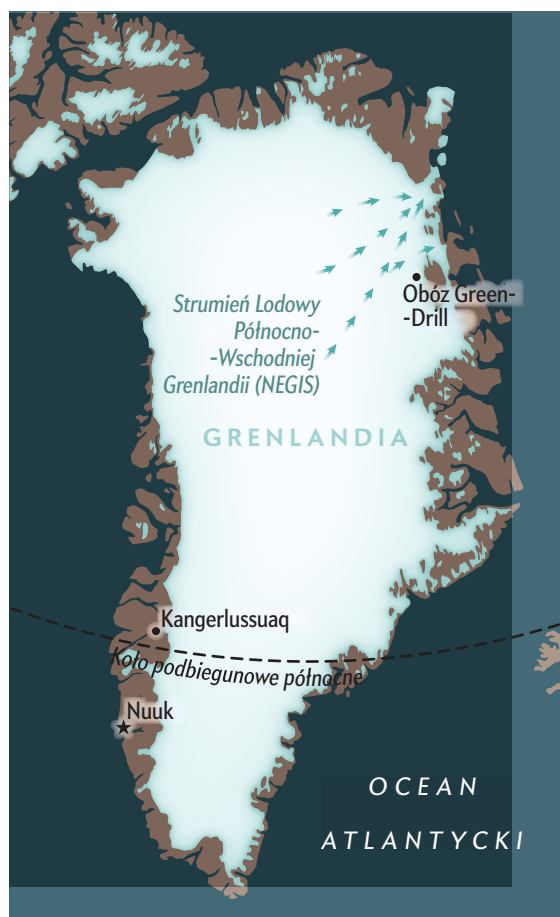 Obóz Green-
-Drill
Strumień Lodowy
Północno-
-Wschodniej
Grenlandii (NEGIS)
GRENLANDIA
Kangerlussuaq
Koło podbiegunowe północne
Nuuk
OCEAN
ATLANTYCKI